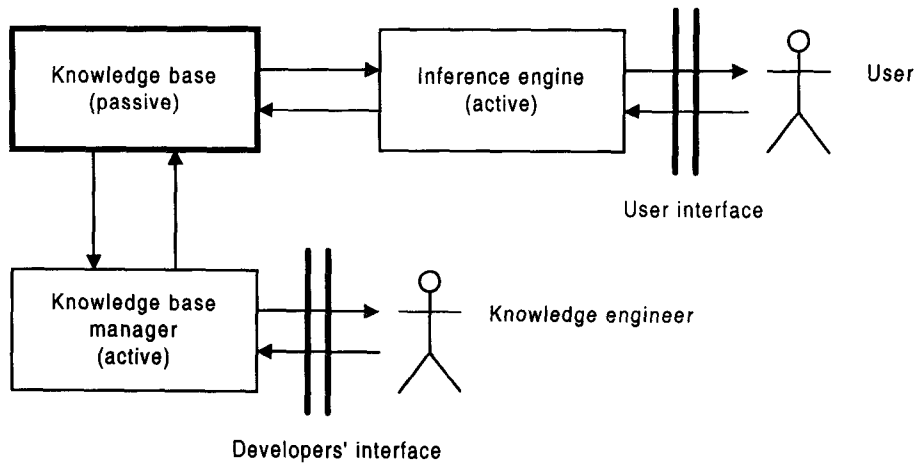 Knowledge base
(passive)
Inference engine
(active)
User
User interface
Knowledge base
manager
(active)
Knowledge engineer
Developers' interface